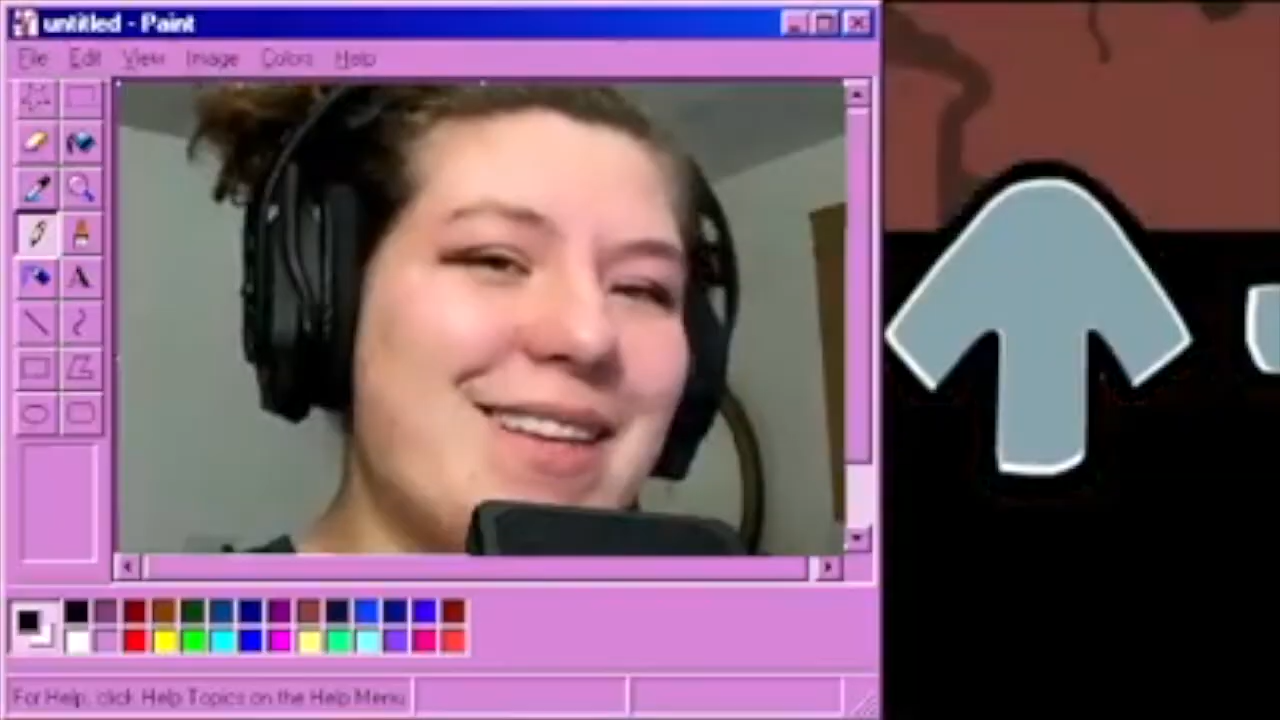 untitled - Paint
File Edit View Image Colors Help
A
For Help, click Help Topics on the Help Menu.